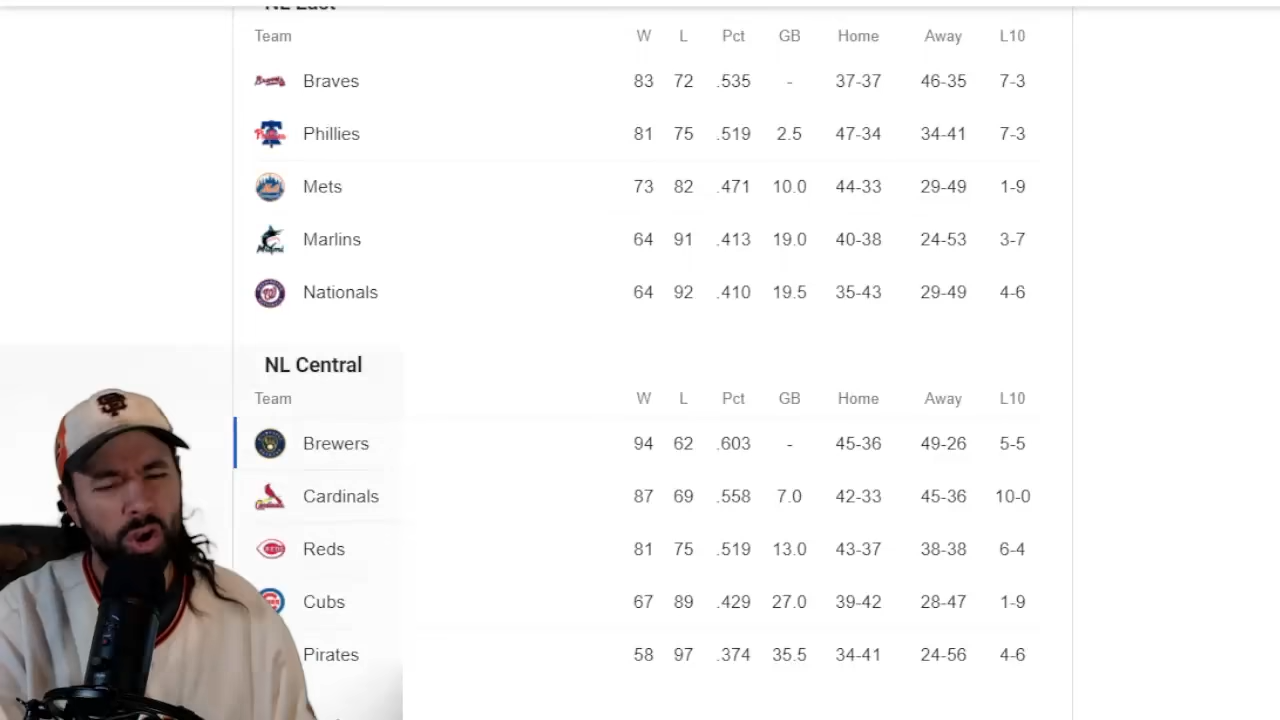 NL East
Team W L Pct GB Home Away L10
Braves 83 72 .535 - 37-37 46-35 7-3
Phillies 81 75 .519 2.5 47-34 34-41 7-3
Mets 73 82 .471 10.0 44-33 29-49 1-9
Marlins 64 91 .413 19.0 40-38 24-53 3-7
Nationals 64 92 .410 19.5 35-43 29-49 4-6
NL Central
Team W L Pct GB Home Away L10
Brewers 94 62 .603 - 45-36 49-26 5-5
Cardinals 87 69 .558 7.0 42-33 45-36 10-0
Reds 81 75 .519 13.0 43-37 38-38 6-4
Cubs 67 89 .429 27.0 39-42 28-47 1-9
Pirates 58 97 .374 35.5 34-41 24-56 4-6